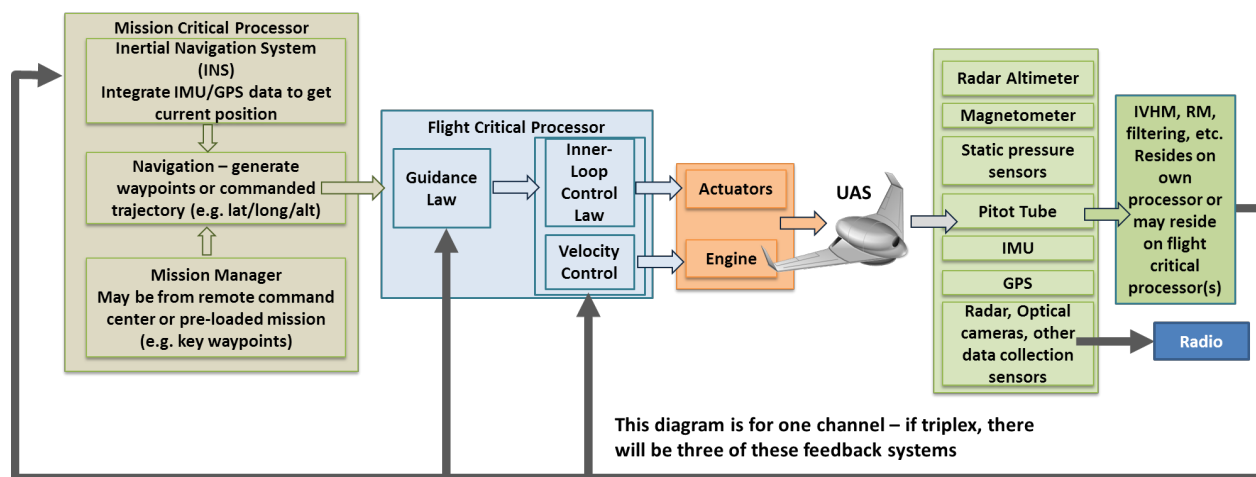 Mission Critical Processor
Inertial Navigation System
(INS)
Integrate IMU/GPS data to get
current position
Navigation – generate
waypoints or commanded
trajectory (e.g. lat/long/alt)
Mission Manager
May be from remote command
center or pre-loaded mission
(e.g. key waypoints)
Flight Critical Processor
Guidance
Law
Inner-
Loop
Control
Law
Velocity
Control
Actuators
Engine
UAS
Radar Altimeter
Magnetometer
Static pressure
sensors
Pitot Tube
IMU
GPS
Radar, Optical
cameras, other
data collection
sensors
IVHM, RM,
filtering, etc.
Resides on
own
processor or
may reside
on flight
critical
processor(s)
Radio
This diagram is for one channel – if triplex, there
will be three of these feedback systems